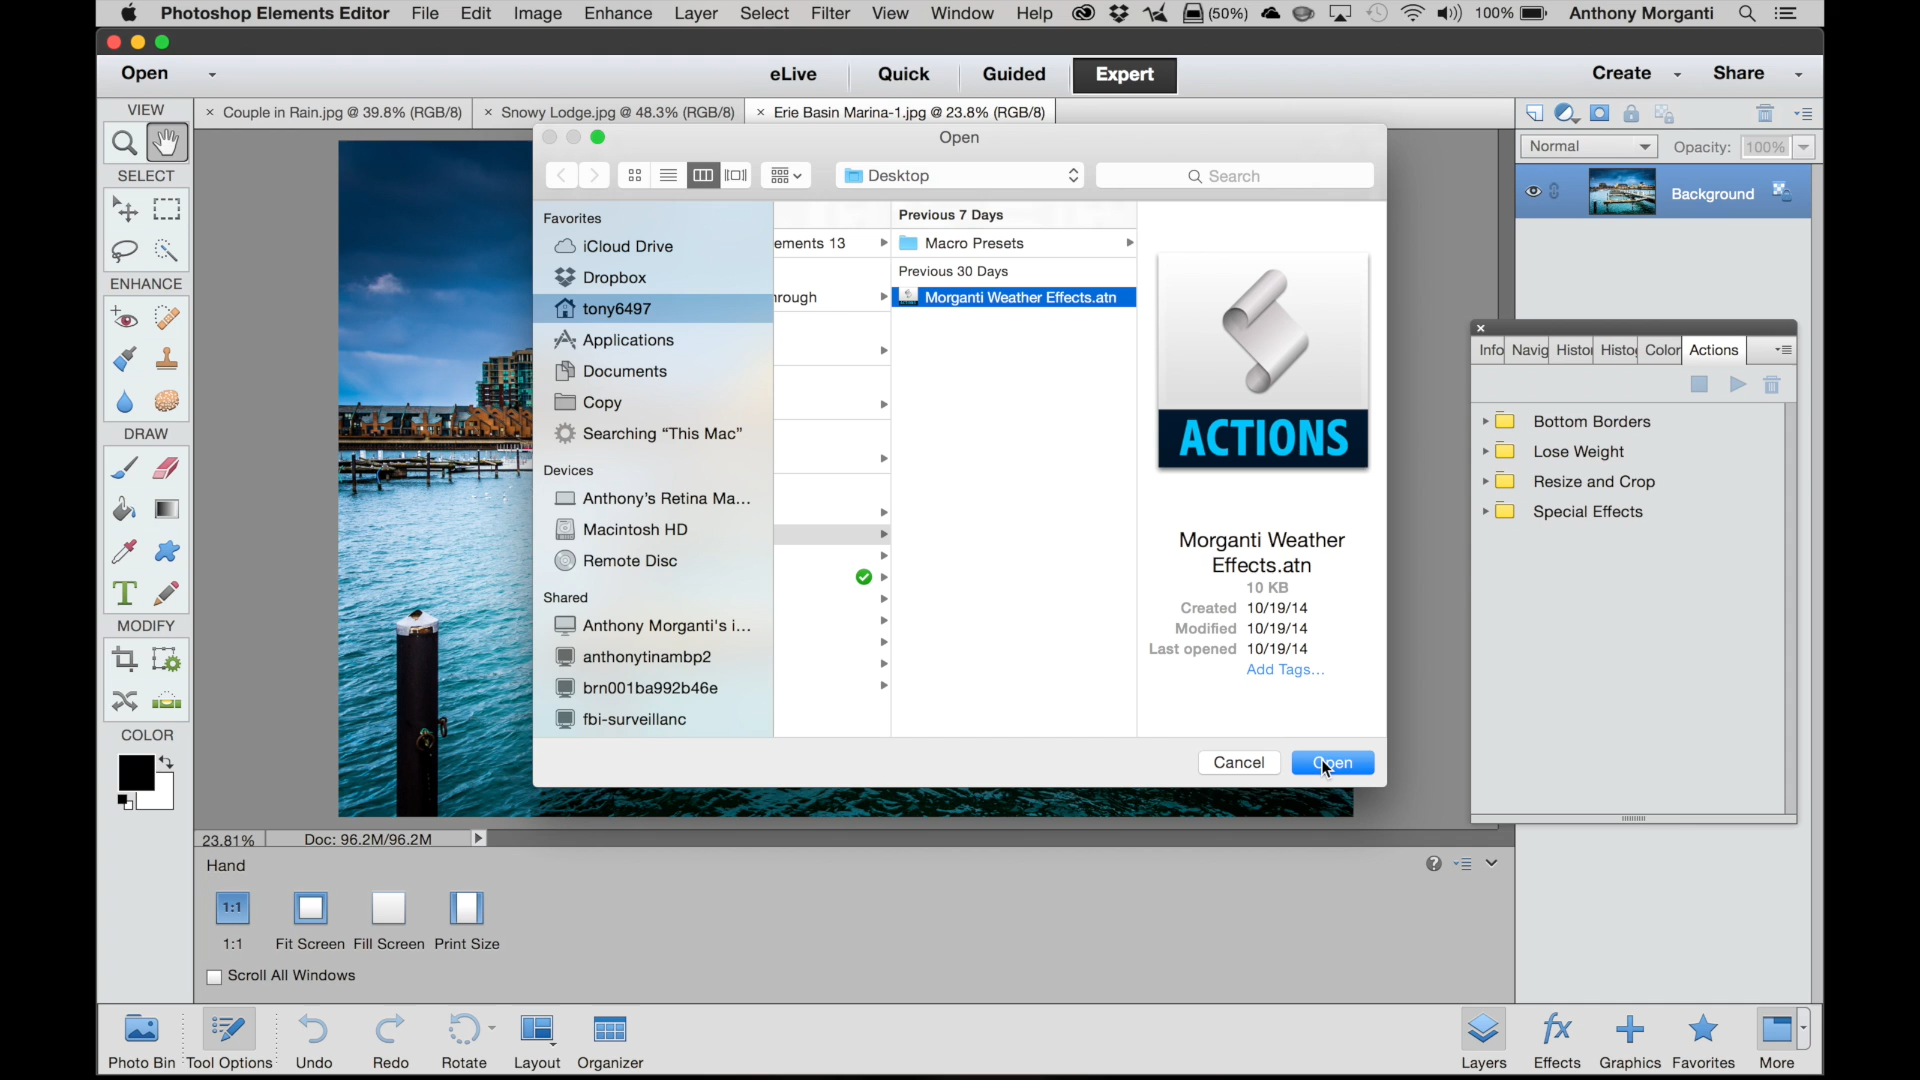 Photoshop Elements Editor File Edit Image Enhance Layer Select Filter View Window Help (50%) 100% Anthony Morganti
Open eLive Quick Guided Expert Create Share
VIEW
× Couple in Rain.jpg @ 39.8% (RGB/8) × Snowy Lodge.jpg @ 48.3% (RGB/8) × Erie Basin Marina-1.jpg @ 23.8% (RGB/8)
Open
Normal Opacity: 100%
Desktop Search
SELECT
Background
Favorites
iCloud Drive
Dropbox
tony6497
Applications
Documents
Copy
Searching “This Mac”
Devices
Anthony’s Retina Ma...
Macintosh HD
Remote Disc
Shared
Anthony Morganti's i...
anthonytinambp2
brn001ba992b46e
fbi-surveillanc
ements 13
hrough
Previous 7 Days
Macro Presets
Previous 30 Days
Morganti Weather Effects.atn
ACTIONS
Morganti Weather
Effects.atn
10 KB
Created 10/19/14
Modified 10/19/14
Last opened 10/19/14
Add Tags...
Cancel Open
ENHANCE
DRAW
T
MODIFY
COLOR
Info Navig Histor Histog Color Actions
Bottom Borders
Lose Weight
Resize and Crop
Special Effects
23.81% Doc: 96.2M/96.2M
Hand
1:1
1:1 Fit Screen Fill Screen Print Size
Scroll All Windows
fx
Photo Bin Tool Options Undo Redo Rotate Layout Organizer Layers Effects Graphics Favorites More